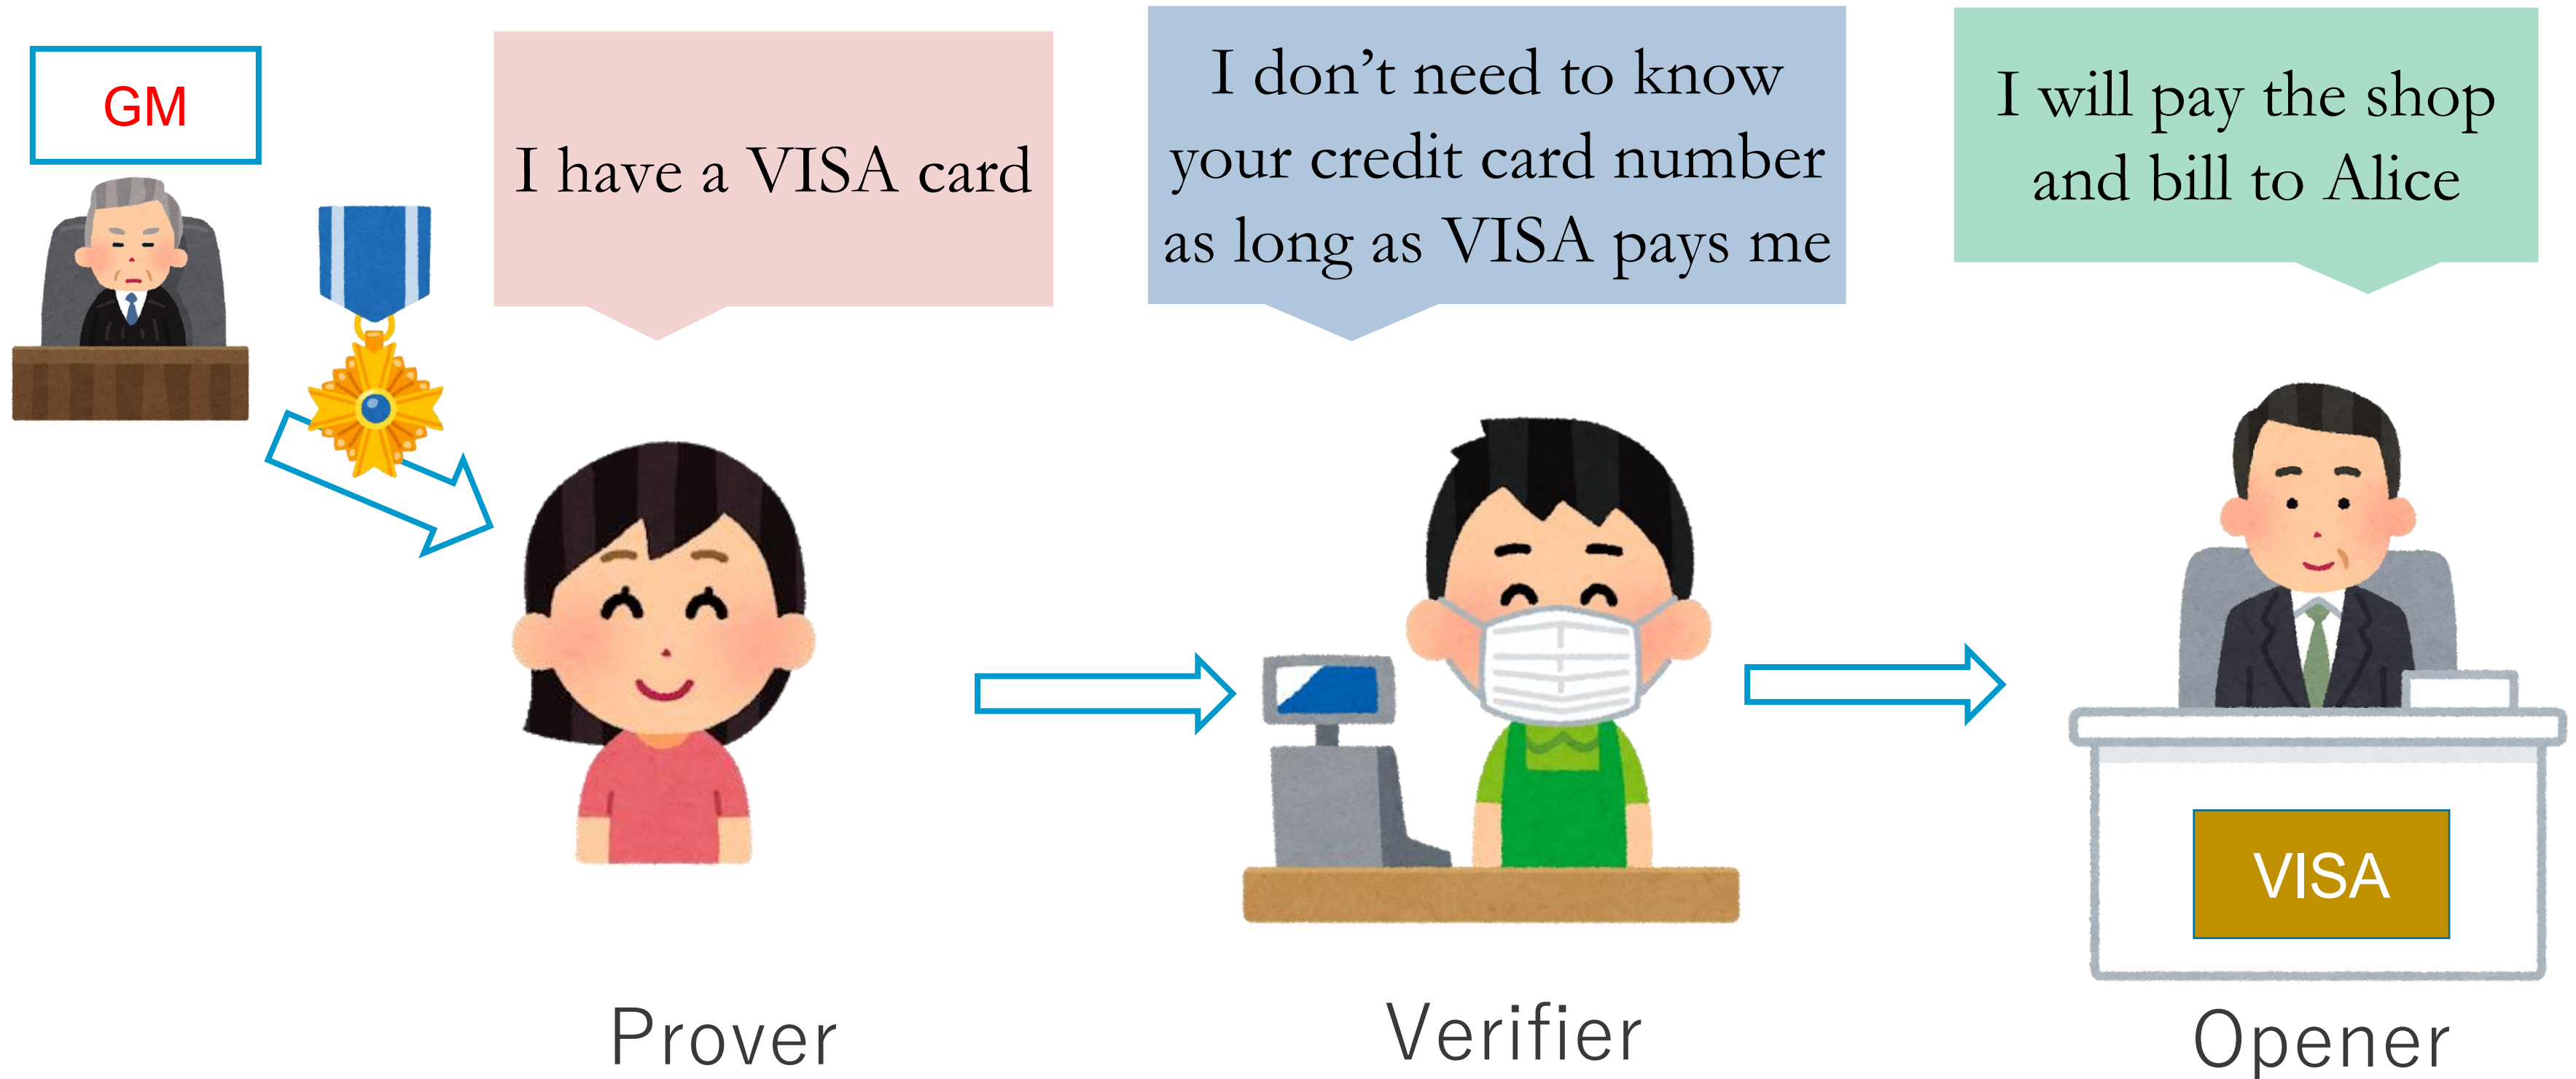 GM
I have a VISA card
I don’t need to know
your credit card number
as long as VISA pays me
I will pay the shop
and bill to Alice
VISA
Prover
Verifier
Opener